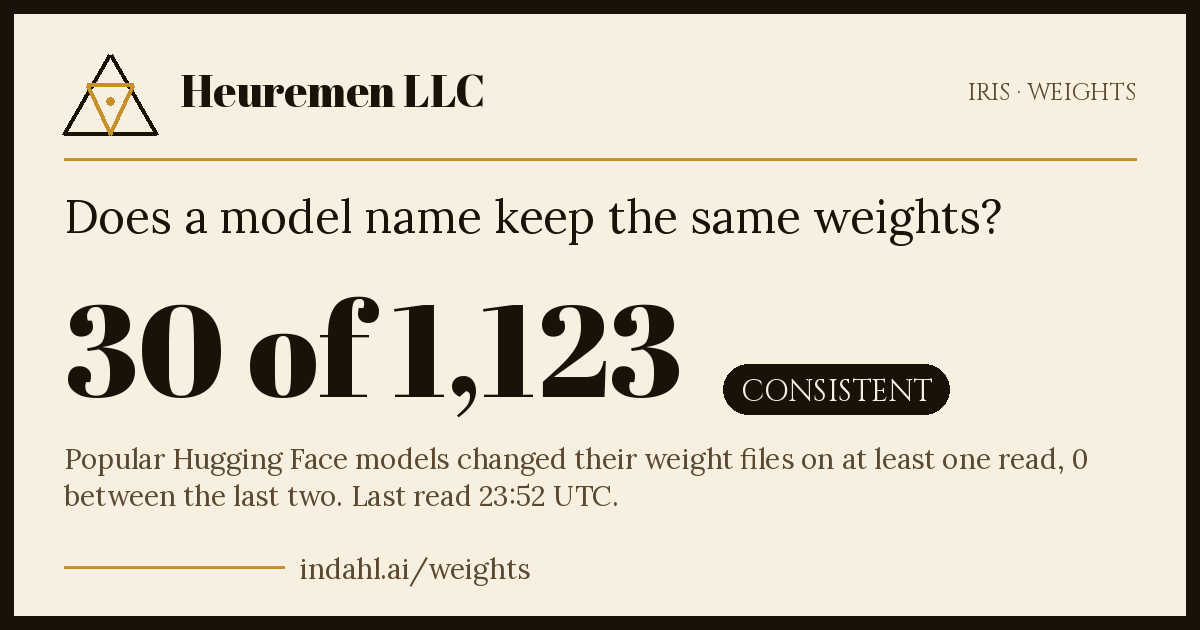 Heuremen LLC
IRIS · WEIGHTS
Does a model name keep the same weights?
30 of 1,123
CONSISTENT
Popular Hugging Face models changed their weight files on at least one read, 0
between the last two. Last read 23:52 UTC.
indahl.ai/weights